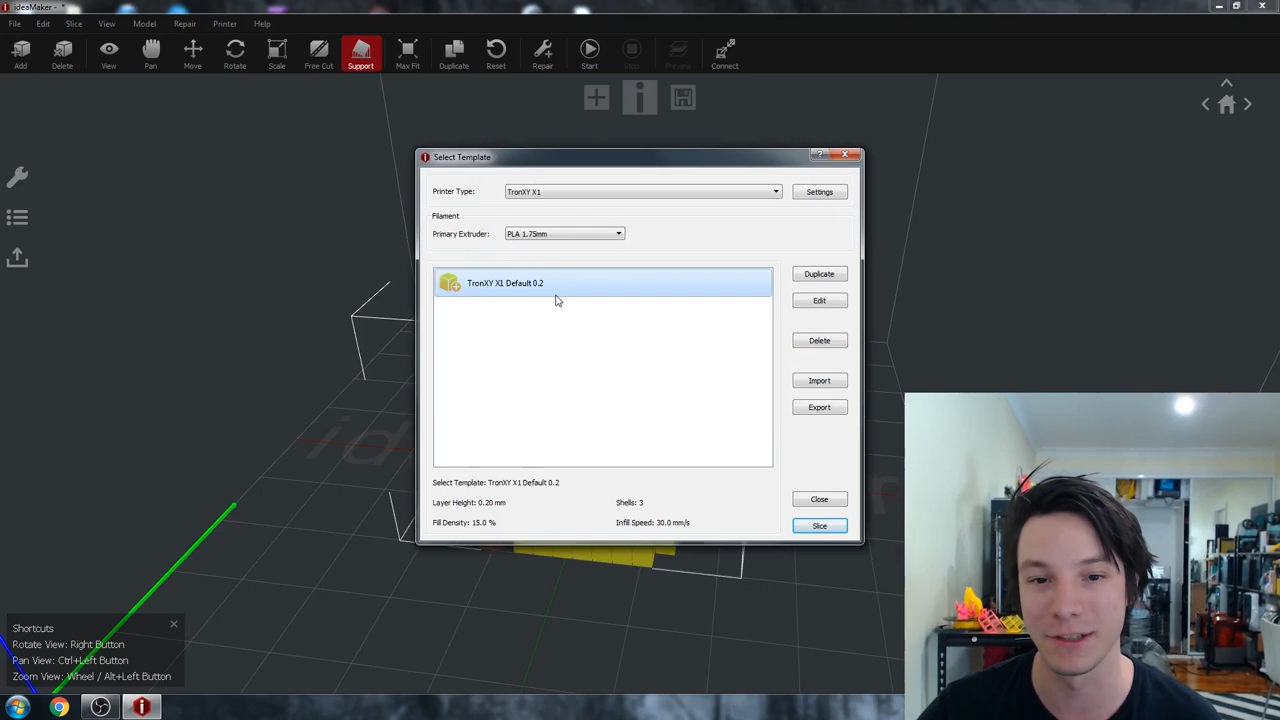 ideaMaker - *
File Edit Slice View Model Repair Printer Help
Add Delete View Pan Move Rotate Scale Free Cut Support Max Fit Duplicate Reset Repair Start Connect
Select Template
Printer Type: TronXY X1 Settings
Filament
Primary Extruder: PLA 1.75mm
TronXY X1 Default 0.2
Duplicate
Edit
Delete
Import
Export
Select Template: TronXY X1 Default 0.2
Layer Height: 0.20 mm Shells: 3
Close
Fill Density: 15.0 % Infill Speed: 30.0 mm/s
Slice
Shortcuts
Rotate View: Right Button
Pan View: Ctrl+Left Button
Zoom View: Wheel / Alt+Left Button